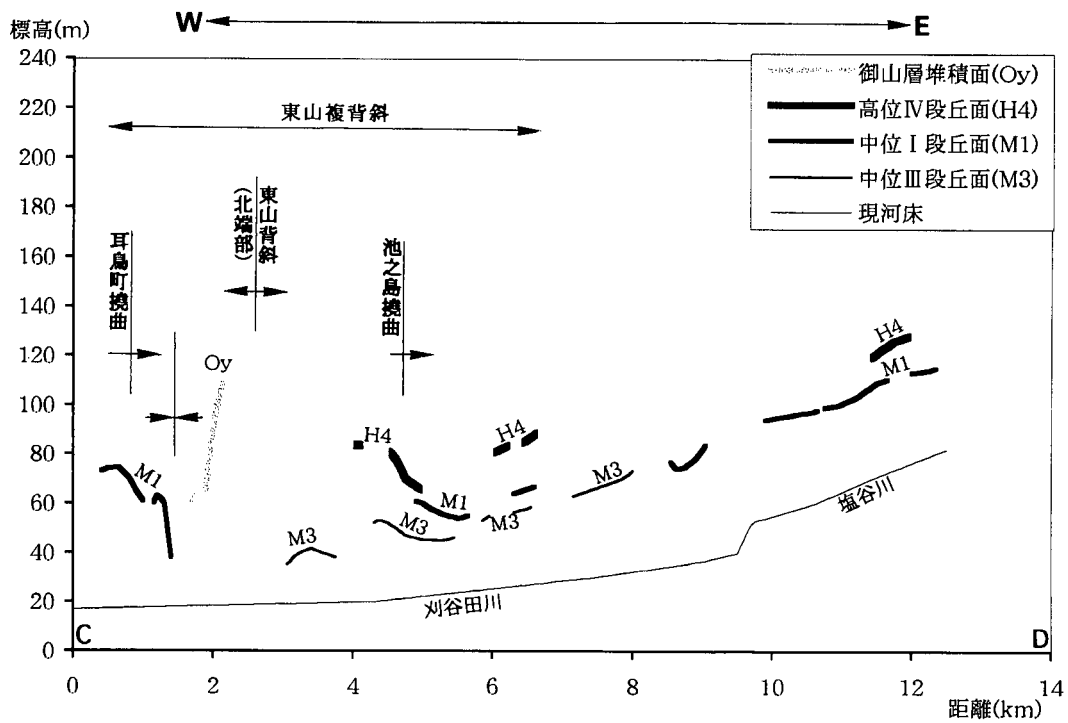 標高(m)
W
E
240
220
200
180
160
140
120
100
80
60
40
20
0
御山層堆積面(Oy)
高位Ⅳ段丘面(H4)
中位Ⅰ段丘面(M1)
中位Ⅲ段丘面(M3)
現河床
東山複背斜
耳鳥町撓曲
東山背斜
(北端部)
池之島撓曲
Oy
M1
H4
H4
H4
M1
M1
M3
M3
M3
M3
刈谷田川
塩谷川
C
D
0
2
4
6
8
10
12
14
距離(km)